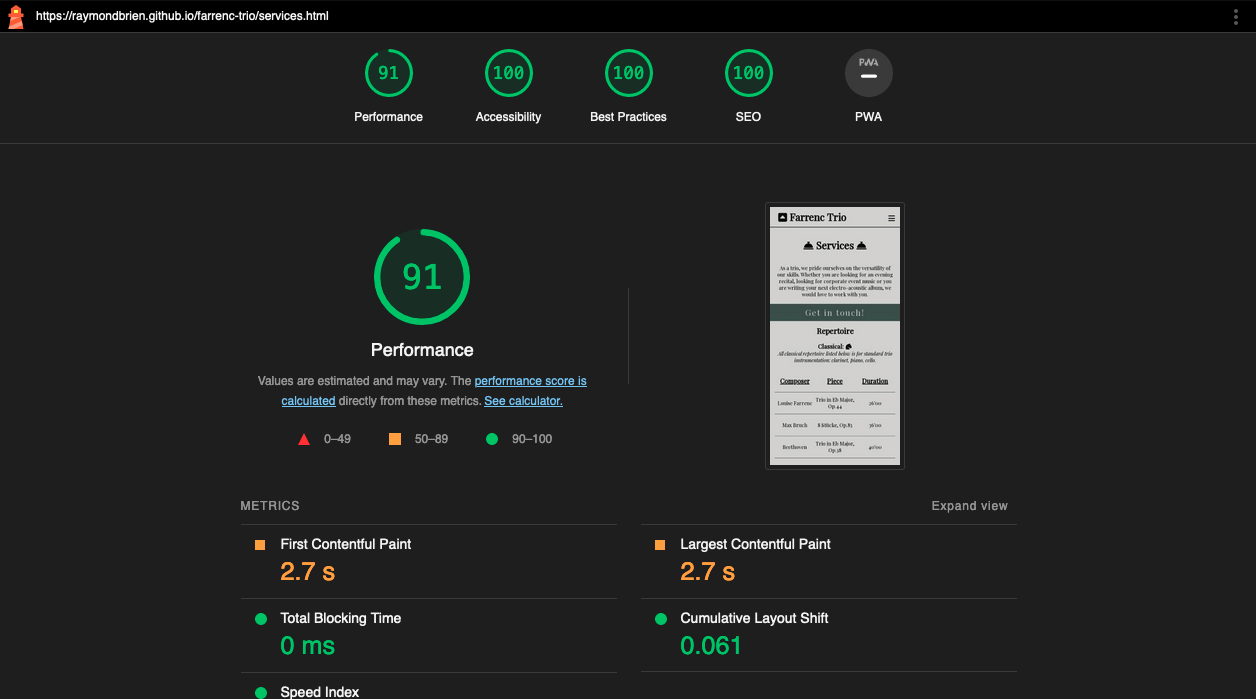 https://raymondbrien.github.io/farrenc-trio/services.html
91
100
100
100
PWA
Performance
Accessibility
Best Practices
SEO
PWA
91
Performance
Values are estimated and may vary. The performance score is
calculated directly from these metrics. See calculator.
0–49
50–89
90–100
Farrenc Trio
Services
As a trio, we pride ourselves on the versatility of
our skills. Whether you are looking for an evening
recital, looking for corporate event music or you
are writing your next electro-acoustic album, we
would love to work with you.
Get in touch!
Repertoire
Classical:
All classical repertoire listed below is for standard trio
instrumentation: clarinet, piano, cello.
Composer Piece Duration
Louise Farrenc Trio in Eb Major,
Op.44
Max Bruch 8 Stücke, Op.83
Beethoven Trio in Eb Major,
Op.38
METRICS
Expand view
First Contentful Paint
2.7 s
Largest Contentful Paint
2.7 s
Total Blocking Time
0 ms
Cumulative Layout Shift
0.061
Speed Index